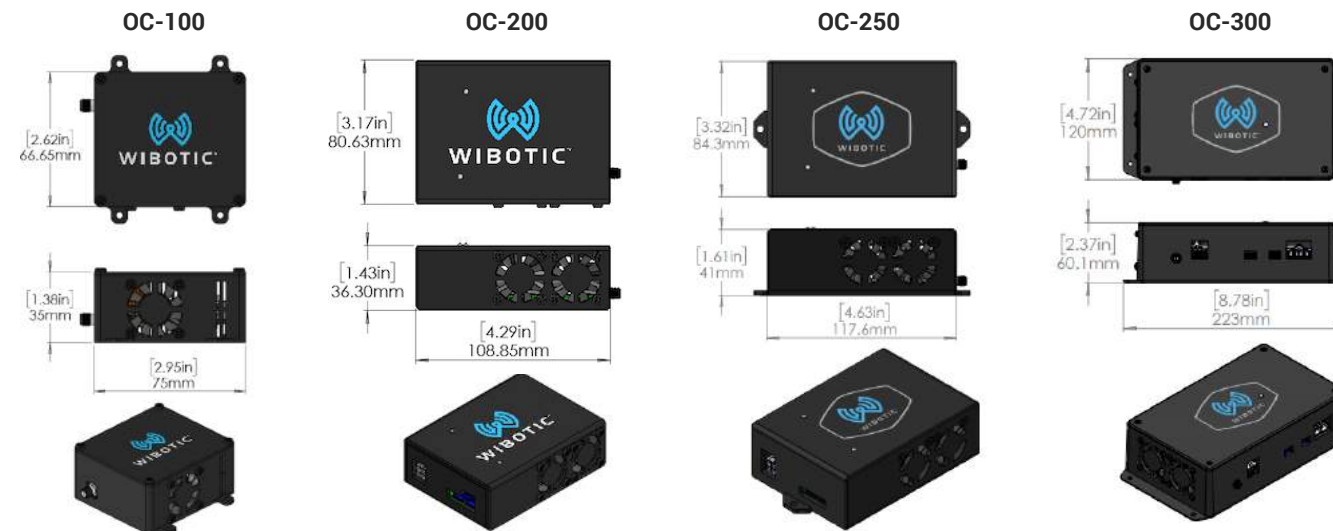 OC-100
OC-200
OC-250
OC-300
[2.62in]
66.65mm
WIBOTIC
[1.38in]
35mm
[2.95in]
75mm
WIBOTIC
[3.17in]
80.63mm
WIBOTIC™
[1.43in]
36.30mm
[4.29in]
108.85mm
WIBOTIC
[3.32in]
84.3mm
WIBOTIC
[1.61in]
41mm
[4.63in]
117.6mm
WIBOTIC
[4.72in]
120mm
WIBOTIC
[2.37in]
60.1mm
[8.78in]
223mm
WIBOTIC